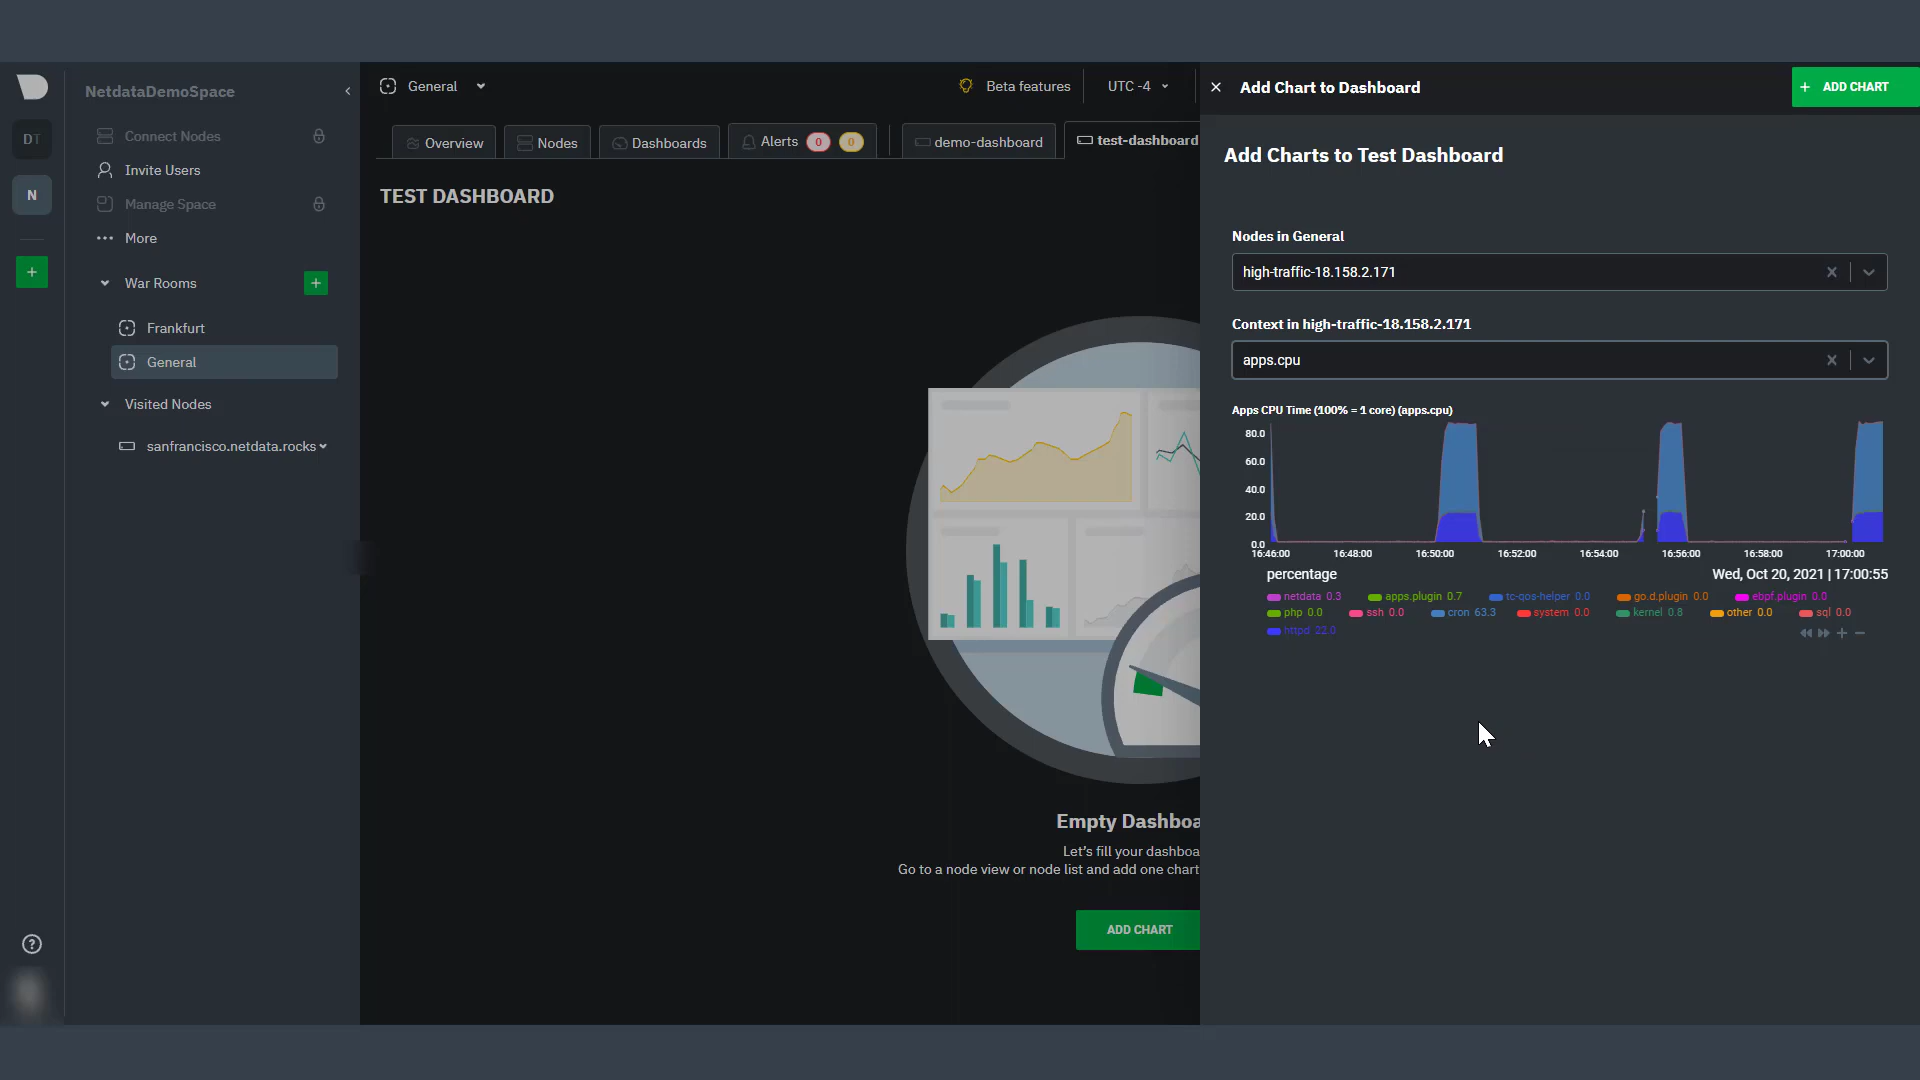 DT
N
+
?
NetdataDemoSpace
Connect Nodes
Invite Users
Manage Space
More
War Rooms
+
Frankfurt
General
Visited Nodes
sanfrancisco.netdata.rocks
General
Beta features
UTC -4
Overview
Nodes
Dashboards
Alerts 0 0
demo-dashboard
test-dashboard
TEST DASHBOARD
Empty Dashboa
Let's fill your dashboa
Go to a node view or node list and add one chart
ADD CHART
Add Chart to Dashboard
+ ADD CHART
Add Charts to Test Dashboard
Nodes in General
high-traffic-18.158.2.171
Context in high-traffic-18.158.2.171
apps.cpu
Apps CPU Time (100% = 1 core) (apps.cpu)
80.0
60.0
40.0
20.0
0.0
16:46:00 16:48:00 16:50:00 16:52:00 16:54:00 16:56:00 16:58:00 17:00:00
percentage Wed, Oct 20, 2021 | 17:00:55
netdata 0.3 apps.plugin 0.7 tc-qos-helper 0.0 go.d.plugin 0.0 ebpf.plugin 0.0
php 0.0 ssh 0.0 cron 63.3 system 0.0 kernel 0.8 other 0.0 sql 0.0
httpd 22.0